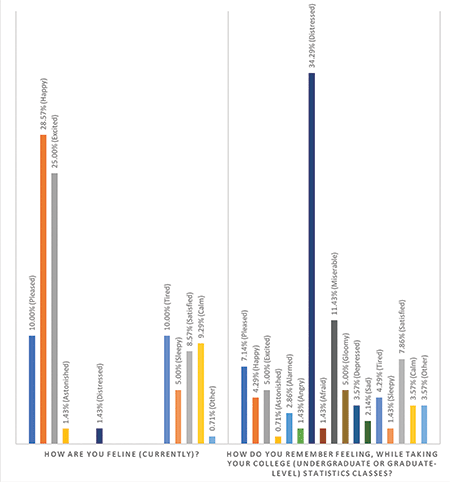 10.00% (Pleased)
28.57% (Happy)
25.00% (Excited)
1.43% (Astonished)
1.43% (Distressed)
10.00% (Tired)
5.00% (Sleepy)
8.57% (Satisfied)
9.29% (Calm)
0.71% (Other)
HOW ARE YOU FELINE (CURRENTLY)?
7.14% (Pleased)
4.29% (Happy)
5.00% (Excited)
0.71% (Astonished)
2.86% (Alarmed)
1.43% (Angry)
34.29% (Distressed)
1.43% (Afraid)
11.43% (Miserable)
5.00% (Gloomy)
3.57% (Depressed)
2.14% (Sad)
4.29% (Tired)
1.43% (Sleepy)
7.86% (Satisfied)
3.57% (Calm)
3.57% (Other)
HOW DO YOU REMEMBER FEELING, WHILE TAKING
YOUR COLLEGE (UNDERGRADUATE OR GRADUATE-
LEVEL) STATISTICS CLASSES?